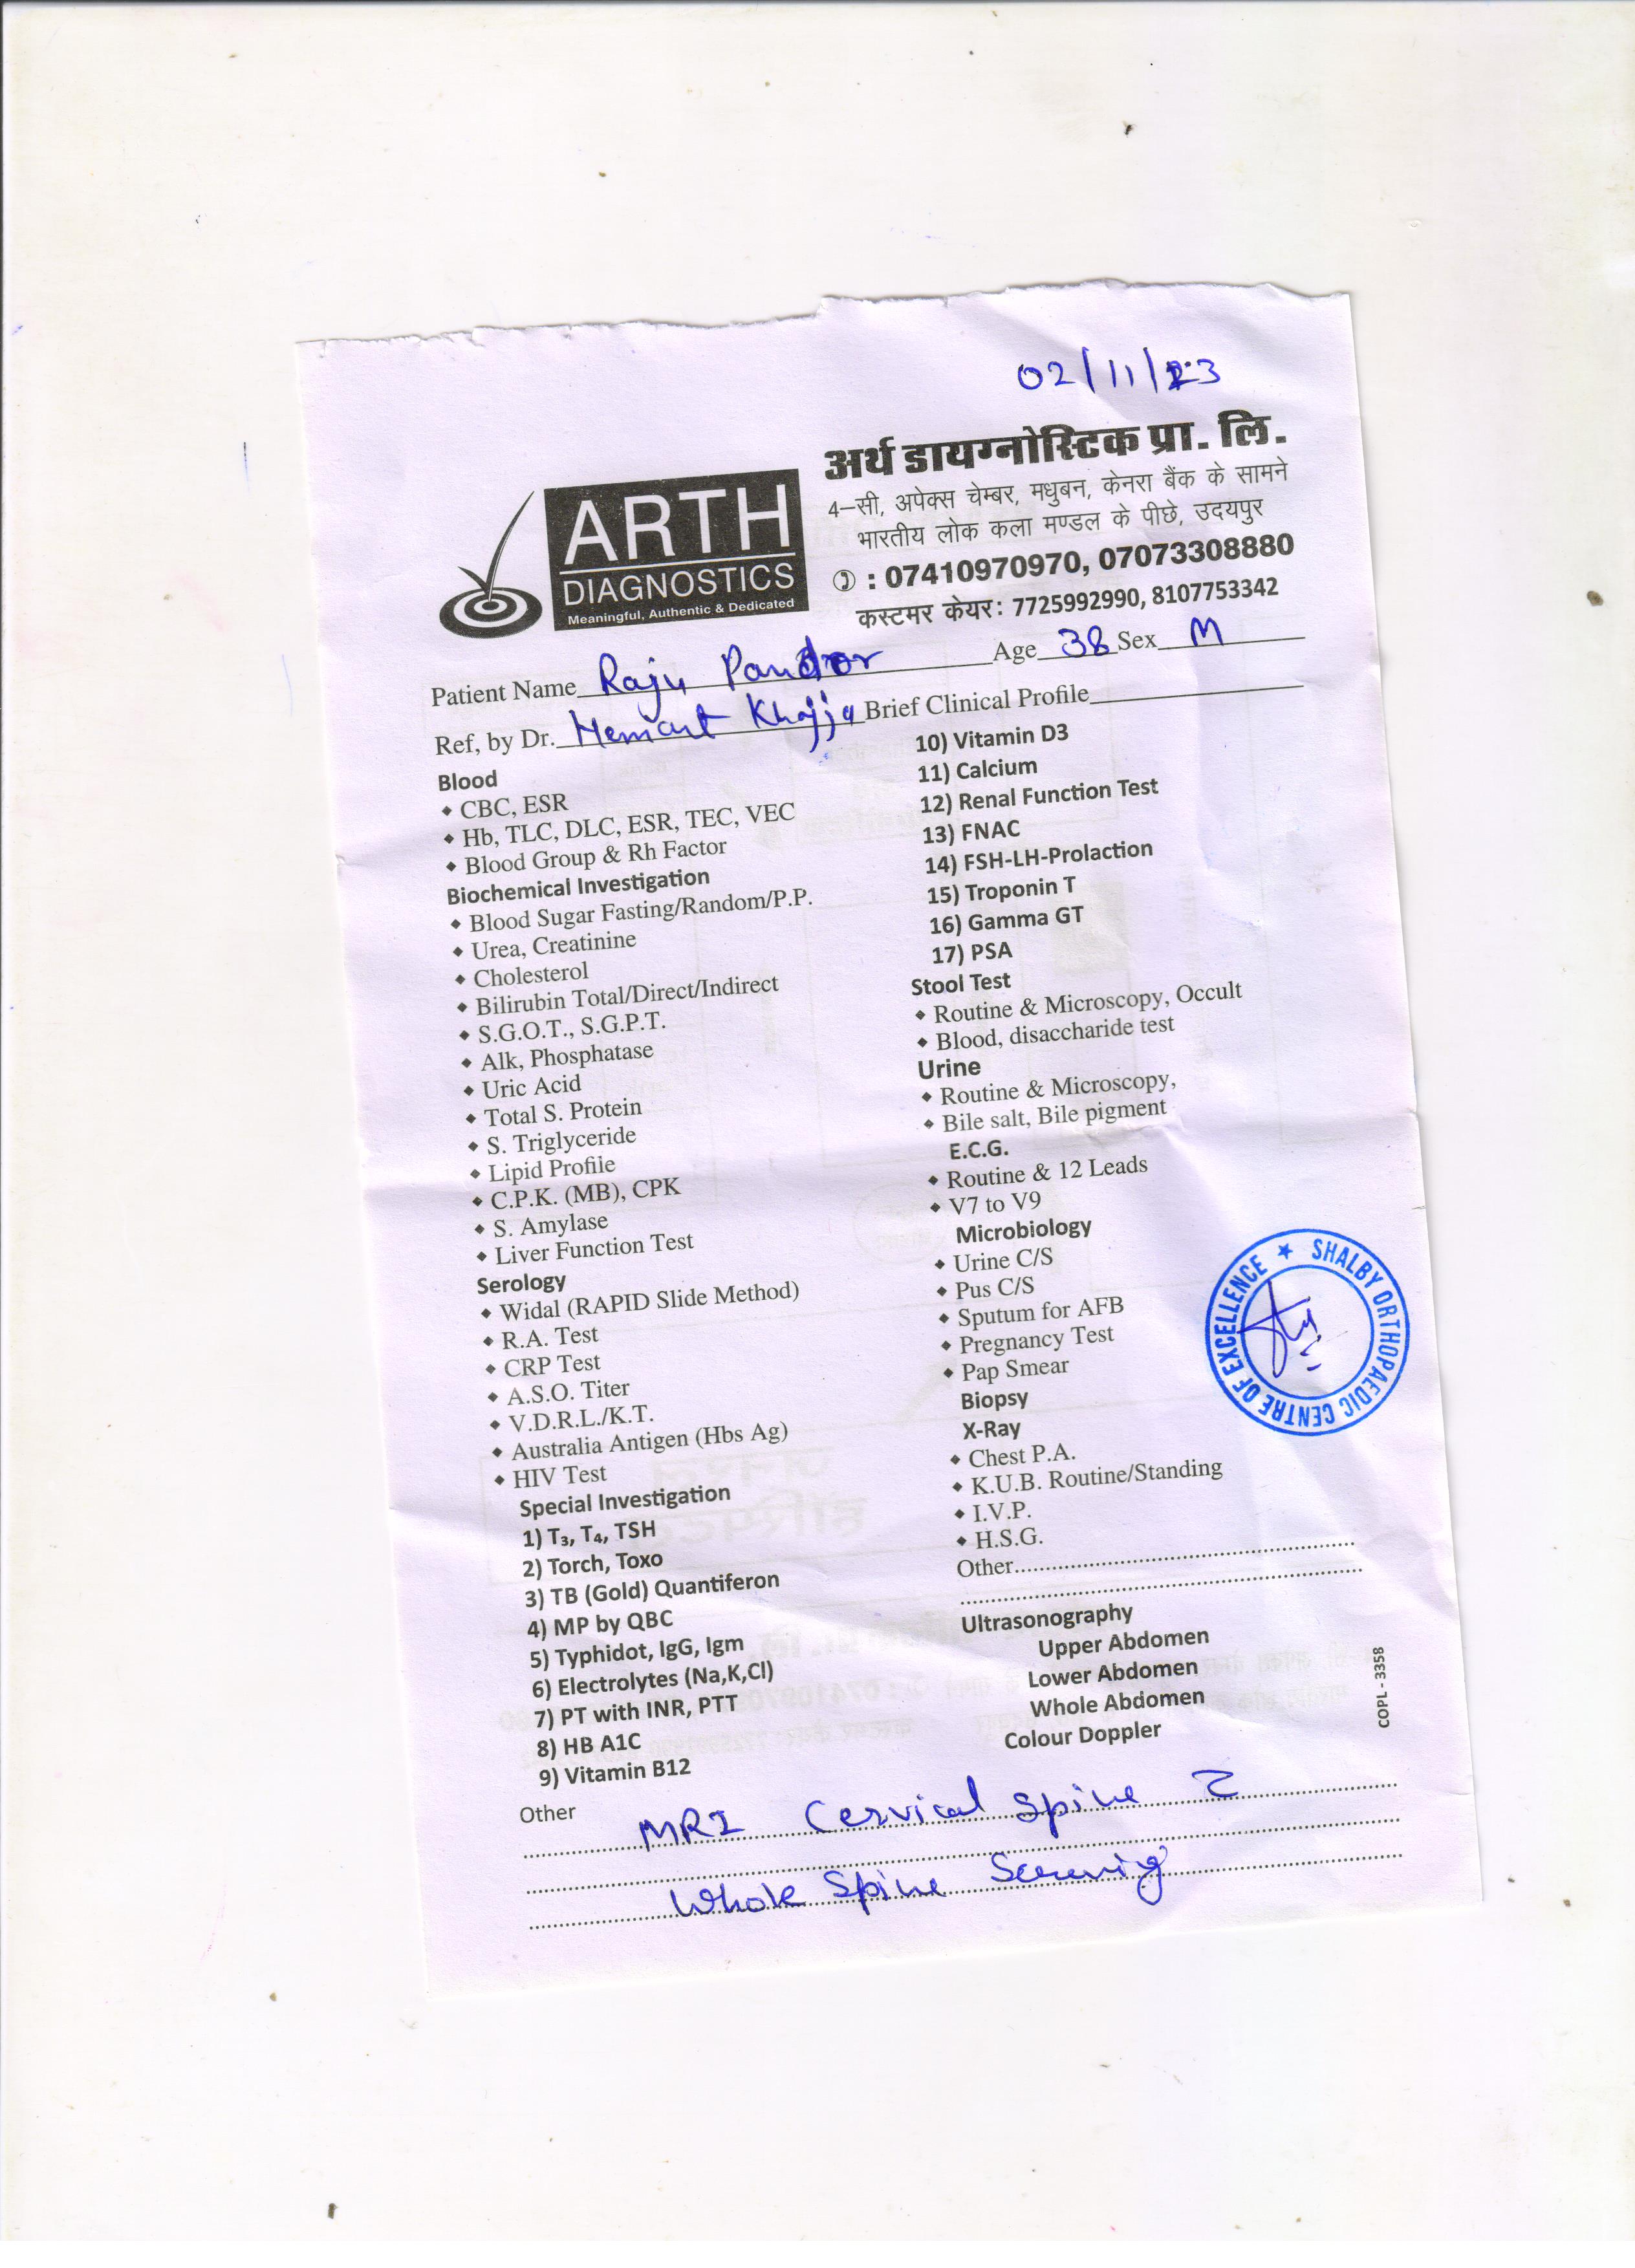 02/11/23
अर्थ डायग्नोस्टिक प्रा. लि.
4–सी, अपेक्स चेम्बर, मधुबन, केनरा बैंक के सामने
भारतीय लोक कला मण्डल के पीछे, उदयपुर
✆ : 07410970970, 07073308880
कस्टमर केयर: 7725992990, 8107753342
ARTH
DIAGNOSTICS
Meaningful, Authentic & Dedicated
Patient Name Raju Age 38 Sex M
Ref, by Dr. Hemant Khajja Brief Clinical Profile
Blood
• CBC, ESR
• Hb, TLC, DLC, ESR, TEC, VEC
• Blood Group & Rh Factor
Biochemical Investigation
• Blood Sugar Fasting/Random/P.P.
• Urea, Creatinine
• Cholesterol
• Bilirubin Total/Direct/Indirect
• S.G.O.T., S.G.P.T.
• Alk, Phosphatase
• Uric Acid
• Total S. Protein
• S. Triglyceride
• Lipid Profile
• C.P.K. (MB), CPK
• S. Amylase
• Liver Function Test
Serology
• Widal (RAPID Slide Method)
• R.A. Test
• CRP Test
• A.S.O. Titer
• V.D.R.L./K.T.
• Australia Antigen (Hbs Ag)
• HIV Test
Special Investigation
1) T₃, T₄, TSH
2) Torch, Toxo
3) TB (Gold) Quantiferon
4) MP by QBC
5) Typhidot, IgG, Igm
6) Electrolytes (Na,K,Cl)
7) PT with INR, PTT
8) HB A1C
9) Vitamin B12
10) Vitamin D3
11) Calcium
12) Renal Function Test
13) FNAC
14) FSH-LH-Prolaction
15) Troponin T
16) Gamma GT
17) PSA
Stool Test
• Routine & Microscopy, Occult
• Blood, disaccharide test
Urine
• Routine & Microscopy,
• Bile salt, Bile pigment
E.C.G.
• Routine & 12 Leads
• V7 to V9
Microbiology
• Urine C/S
• Pus C/S
• Sputum for AFB
• Pregnancy Test
• Pap Smear
Biopsy
X-Ray
• Chest P.A.
• K.U.B. Routine/Standing
• I.V.P.
• H.S.G.
Other
Ultrasonography
Upper Abdomen
Lower Abdomen
Whole Abdomen
Colour Doppler
SHALBY ORTHOPAEDIC CENTRE OF EXCELLENCE ★
COPL - 3358
Other MRI Cervical Spine
Whole Spine Screening